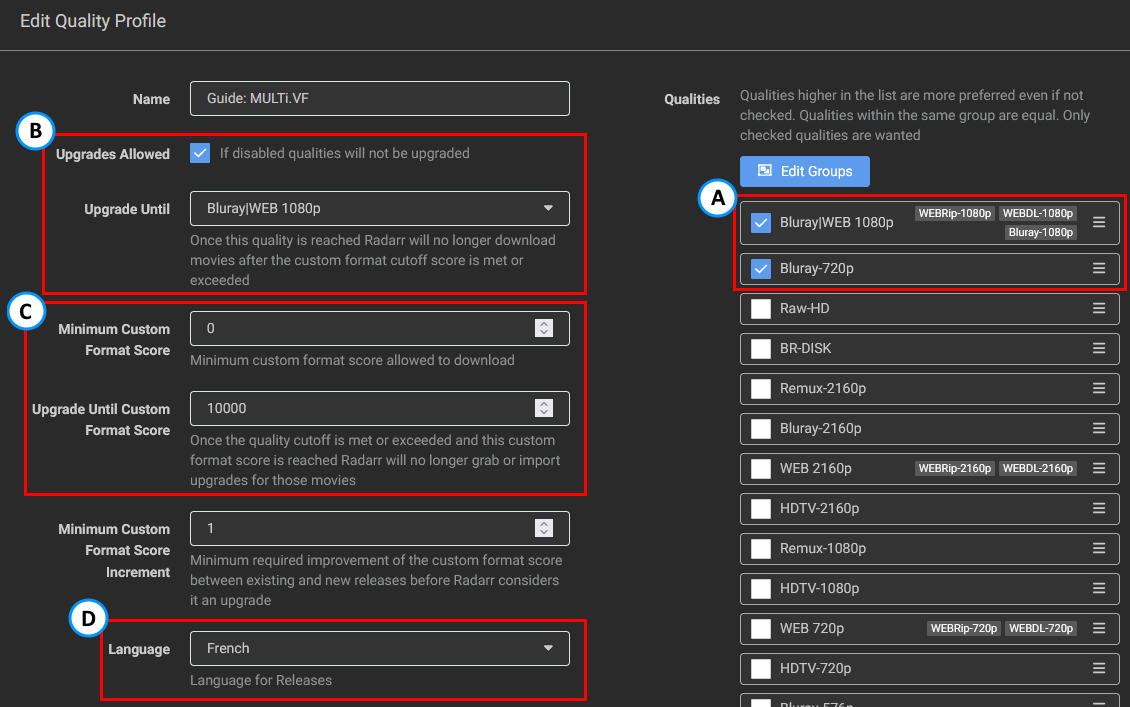 Edit Quality Profile
Name
Guide: MULTi.VF
B
Upgrades Allowed
If disabled qualities will not be upgraded
Upgrade Until
Bluray|WEB 1080p
Once this quality is reached Radarr will no longer download
movies after the custom format cutoff score is met or
exceeded
C
Minimum Custom
Format Score
0
Minimum custom format score allowed to download
Upgrade Until Custom
Format Score
10000
Once the quality cutoff is met or exceeded and this custom
format score is reached Radarr will no longer grab or import
upgrades for those movies
Minimum Custom
Format Score
Increment
1
Minimum required improvement of the custom format score
between existing and new releases before Radarr considers
it an upgrade
D
Language
French
Language for Releases
Qualities
Qualities higher in the list are more preferred even if not
checked. Qualities within the same group are equal. Only
checked qualities are wanted
Edit Groups
A
Bluray|WEB 1080p
WEBRip-1080p WEBDL-1080p
Bluray-1080p
Bluray-720p
Raw-HD
BR-DISK
Remux-2160p
Bluray-2160p
WEB 2160p WEBRip-2160p WEBDL-2160p
HDTV-2160p
Remux-1080p
HDTV-1080p
WEB 720p WEBRip-720p WEBDL-720p
HDTV-720p
Bluray-576p